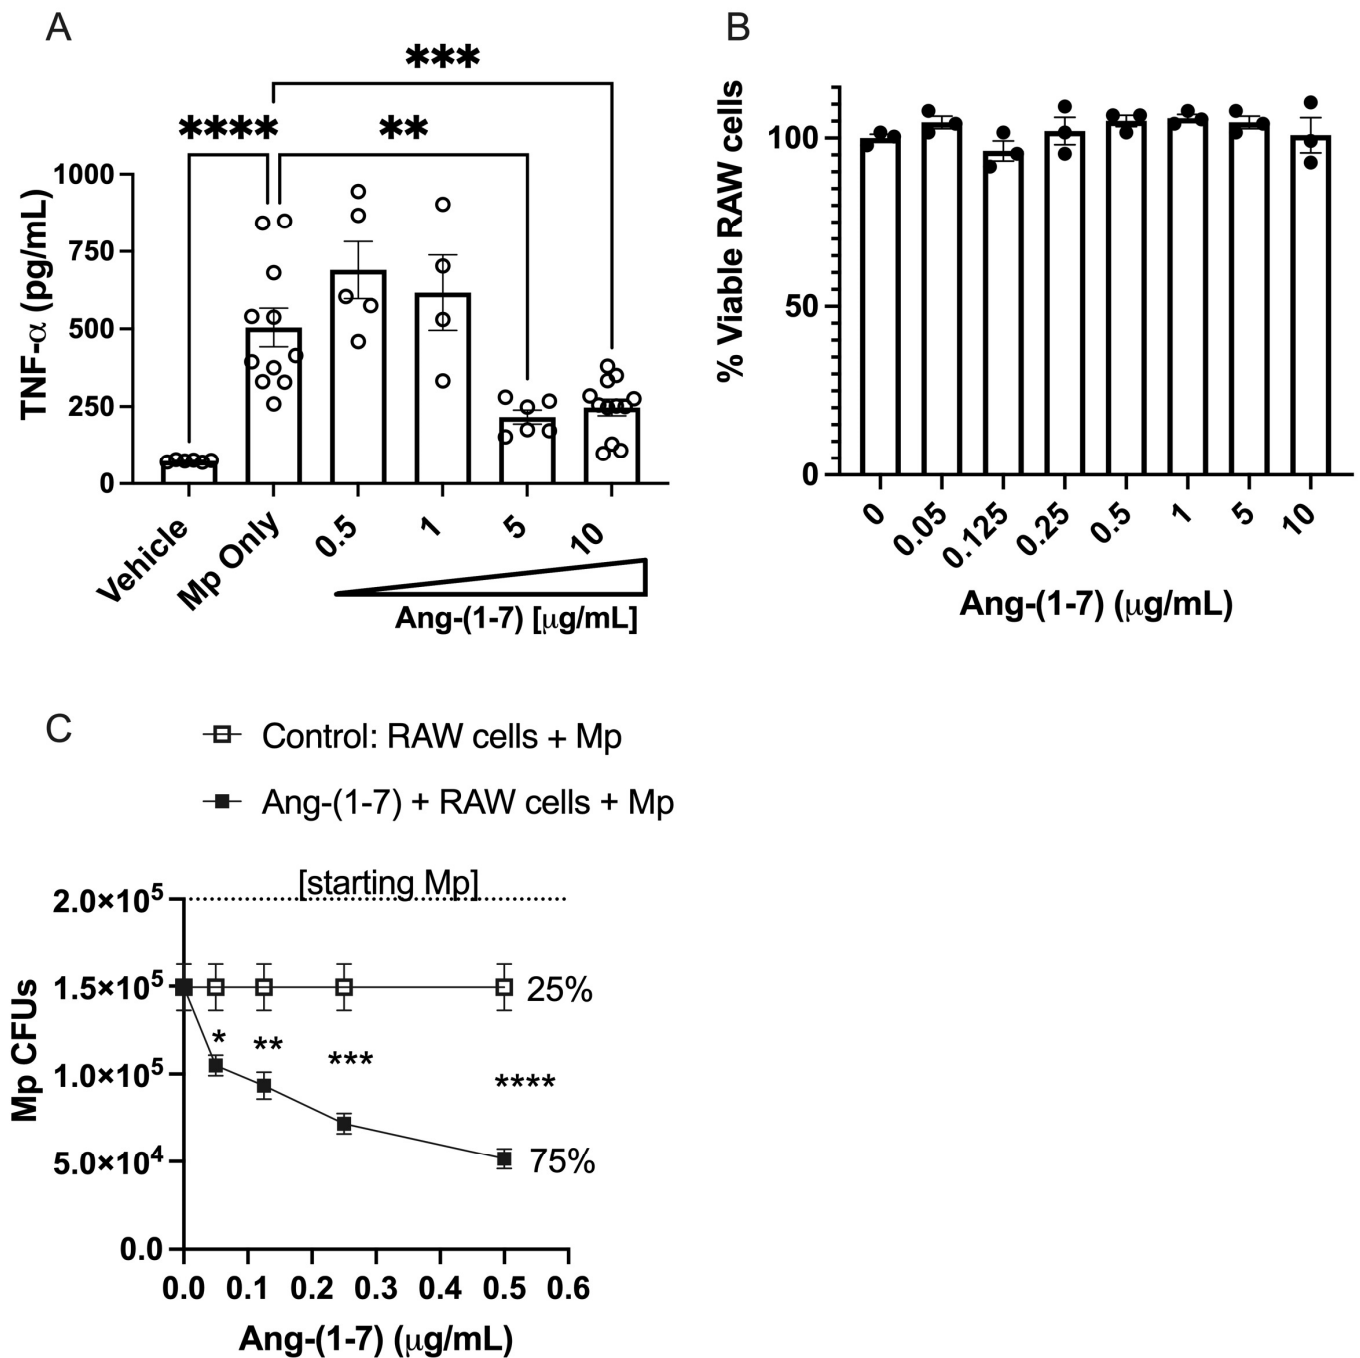 A
***
****
**
TNF-α (pg/mL)
1000
750
500
250
0
Vehicle
Mp Only
0.5
1
5
10
Ang-(1-7) [μg/mL]
B
% Viable RAW cells
100
50
0
0
0.05
0.125
0.25
0.5
1
5
10
Ang-(1-7) (μg/mL)
C
Control: RAW cells + Mp
Ang-(1-7) + RAW cells + Mp
[starting Mp]
Mp CFUs
2.0×10⁵
1.5×10⁵
1.0×10⁵
5.0×10⁴
0.0
25%
*
**
***
****
75%
0.0 0.1 0.2 0.3 0.4 0.5 0.6
Ang-(1-7) (μg/mL)